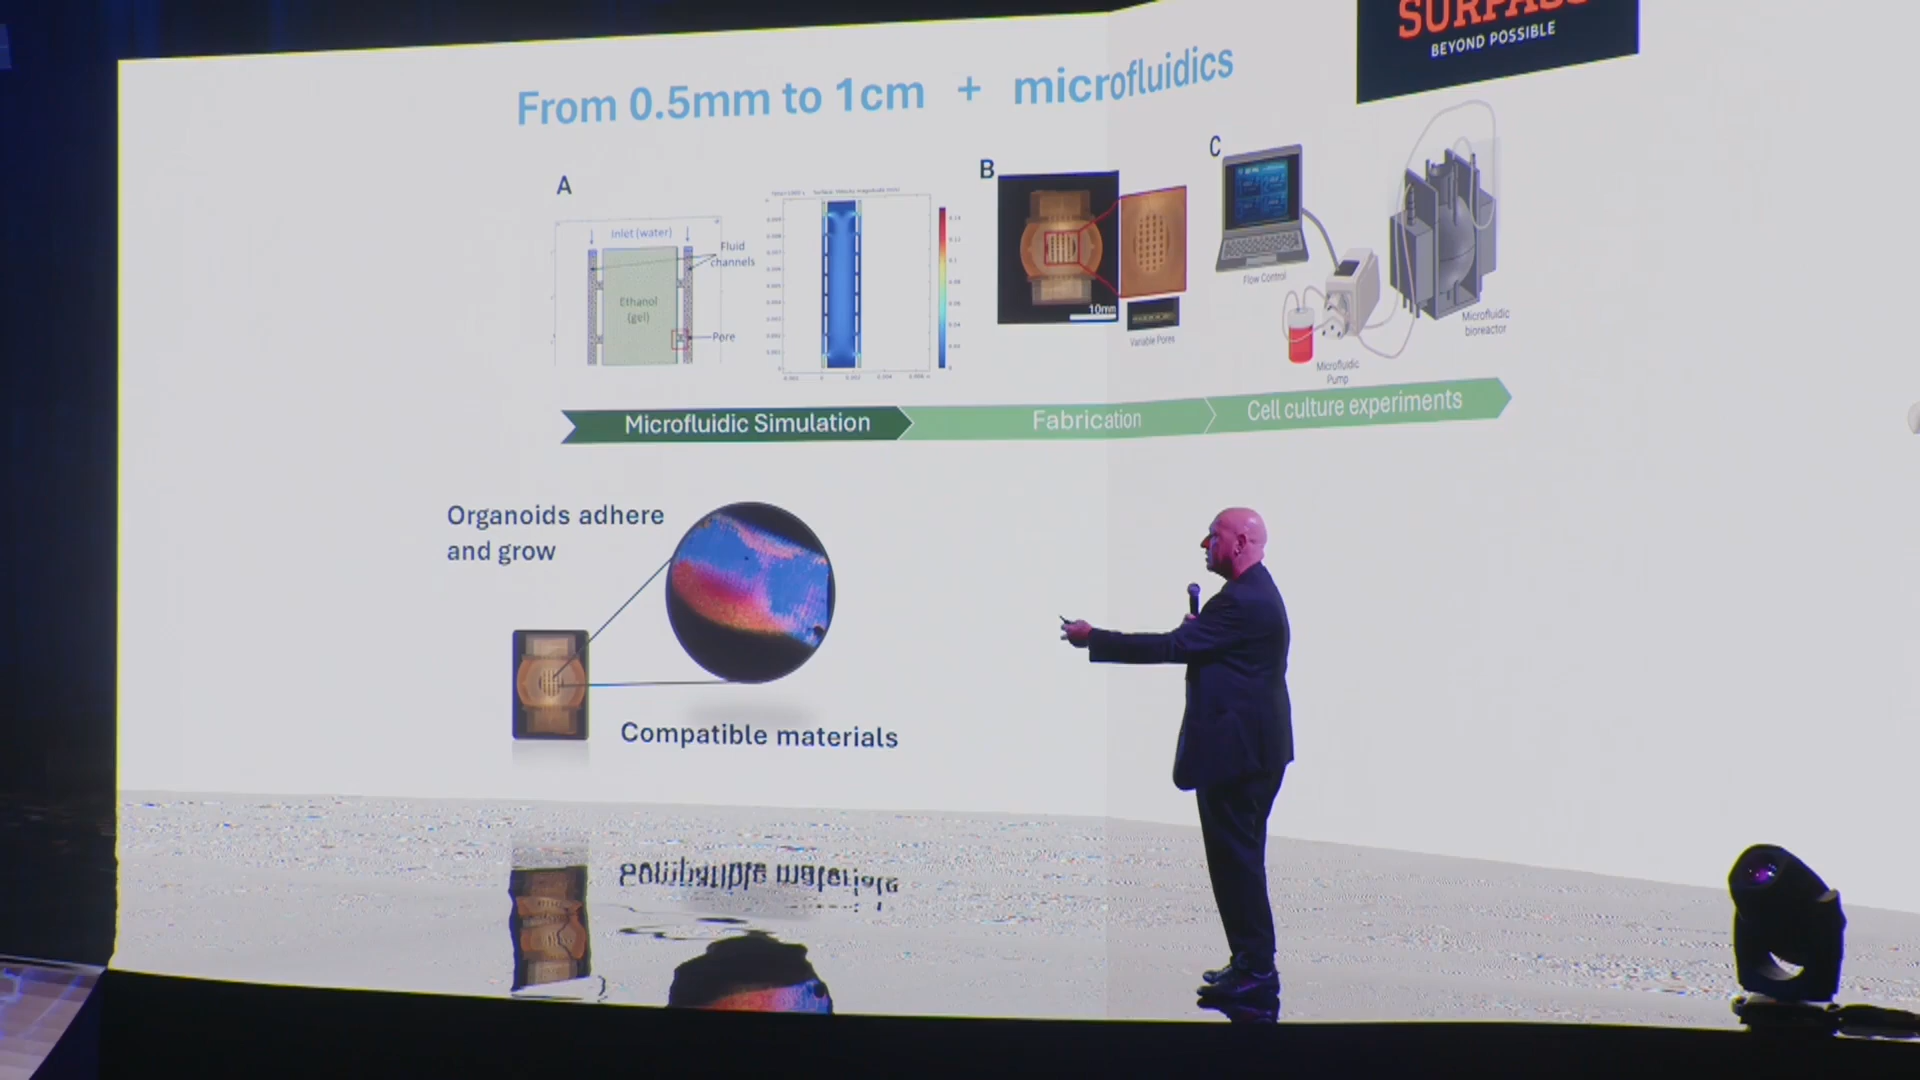 SURPASS
BEYOND POSSIBLE
From 0.5mm to 1cm + microfluidics
A
Inlet (water)
Fluid
channels
Ethanol
(gel)
Pore
B
10mm
Variable Pores
C
Flow Control
Microfluidic
Pump
Microfluidic
bioreactor
Microfluidic Simulation
Fabrication
Cell culture experiments
Organoids adhere
and grow
Compatible materials